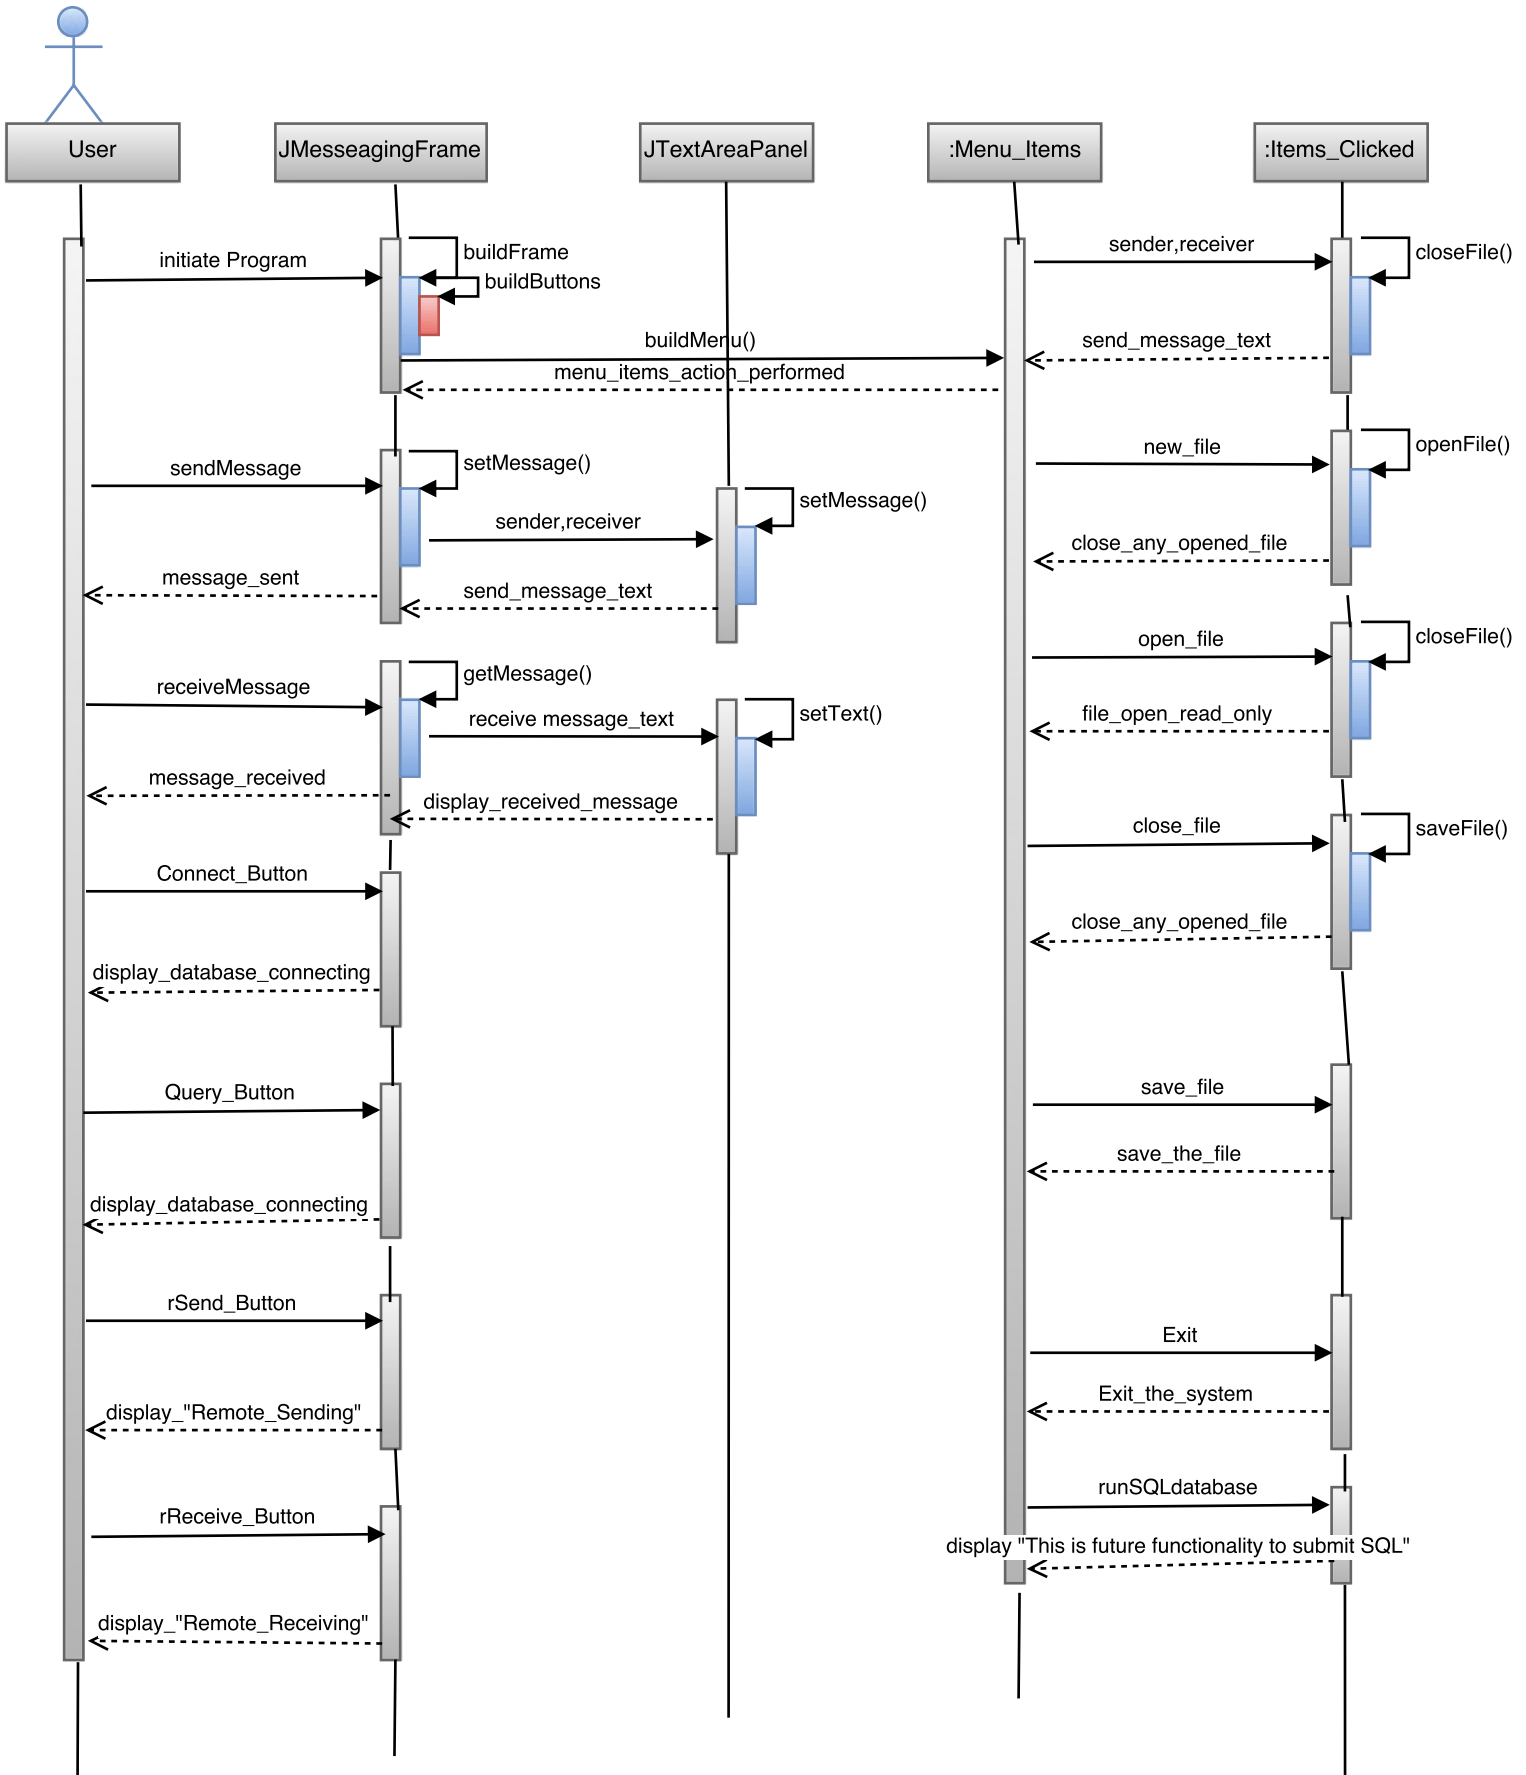 User
JMesseagingFrame
JTextAreaPanel
:Menu_Items
:Items_Clicked
sender,receiver
closeFile()
buildFrame
initiate Program
buildButtons
buildMenu()
send_message_text
menu_items_action_performed
openFile()
new_file
setMessage()
sendMessage
setMessage()
sender,receiver
close_any_opened_file
message_sent
send_message_text
closeFile()
open_file
getMessage()
receiveMessage
file_open_read_only
setText()
receive message_text
message_received
display_received_message
close_file
saveFile()
Connect_Button
close_any_opened_file
display_database_connecting
save_file
Query_Button
save_the_file
display_database_connecting
rSend_Button
Exit
Exit_the_system
display_"Remote_Sending"
runSQLdatabase
rReceive_Button
display "This is future functionality to submit SQL"
display_"Remote_Receiving"